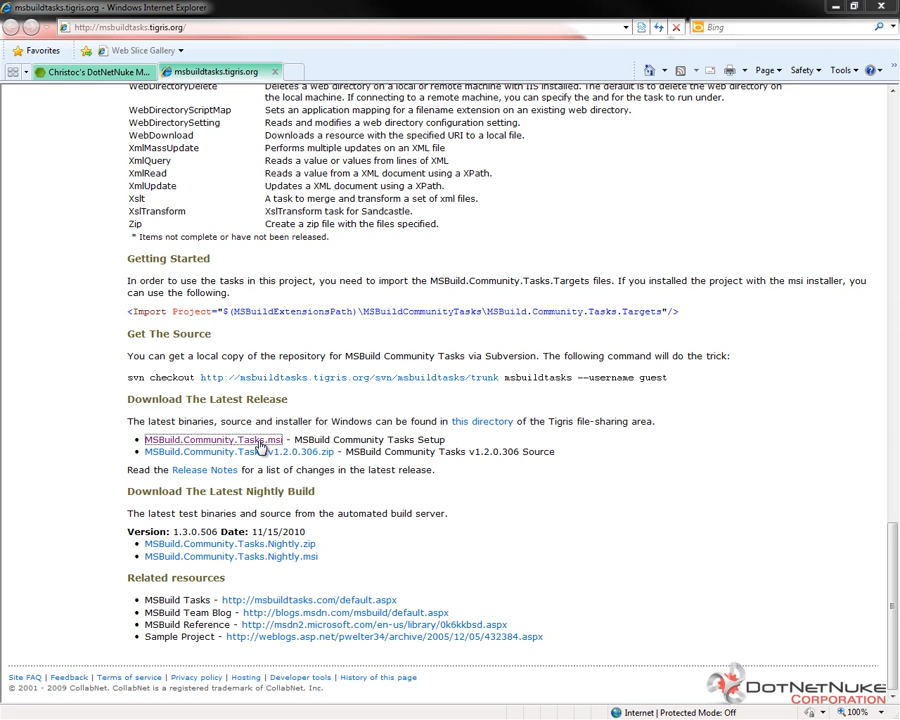 msbuildtasks.tigris.org/ - Windows Internet Explorer
http://msbuildtasks.tigris.org/
Bing
Favorites
Web Slice Gallery
Christoc's DotNetNuke M...
msbuildtasks.tigris.org
Page
Safety
Tools
WebDirectoryDelete Deletes a web directory on a local or remote machine with IIS installed. The default is to delete the web directory on
the local machine. If connecting to a remote machine, you can specify the and for the task to run under.
WebDirectoryScriptMap Sets an application mapping for a filename extension on an existing web directory.
WebDirectorySetting Reads and modifies a web directory configuration setting.
WebDownload Downloads a resource with the specified URI to a local file.
XmlMassUpdate Performs multiple updates on an XML file
XmlQuery Reads a value or values from lines of XML
XmlRead Reads a value from a XML document using a XPath.
XmlUpdate Updates a XML document using a XPath.
Xslt A task to merge and transform a set of xml files.
XslTransform XslTransform task for Sandcastle.
Zip Create a zip file with the files specified.
* Items not complete or have not been released.
Getting Started
In order to use the tasks in this project, you need to import the MSBuild.Community.Tasks.Targets files. If you installed the project with the msi installer, you
can use the following.
<Import Project="$(MSBuildExtensionsPath)\MSBuildCommunityTasks\MSBuild.Community.Tasks.Targets"/>
Get The Source
You can get a local copy of the repository for MSBuild Community Tasks via Subversion. The following command will do the trick:
svn checkout http://msbuildtasks.tigris.org/svn/msbuildtasks/trunk msbuildtasks --username guest
Download The Latest Release
The latest binaries, source and installer for Windows can be found in this directory of the Tigris file-sharing area.
• MSBuild.Community.Tasks.msi - MSBuild Community Tasks Setup
• MSBuild.Community.Tasks.v1.2.0.306.zip - MSBuild Community Tasks v1.2.0.306 Source
Read the Release Notes for a list of changes in the latest release.
Download The Latest Nightly Build
The latest test binaries and source from the automated build server.
Version: 1.3.0.506 Date: 11/15/2010
• MSBuild.Community.Tasks.Nightly.zip
• MSBuild.Community.Tasks.Nightly.msi
Related resources
• MSBuild Tasks - http://msbuildtasks.com/default.aspx
• MSBuild Team Blog - http://blogs.msdn.com/msbuild/default.aspx
• MSBuild Reference - http://msdn2.microsoft.com/en-us/library/0k6kkbsd.aspx
• Sample Project - http://weblogs.asp.net/pwelter34/archive/2005/12/05/432384.aspx
Site FAQ | Feedback | Terms of service | Privacy policy | Hosting | Developer tools | History of this page
© 2001 - 2009 CollabNet. CollabNet is a registered trademark of CollabNet, Inc.
DOTNETNUKE
CORPORATION
Internet | Protected Mode: Off
100%